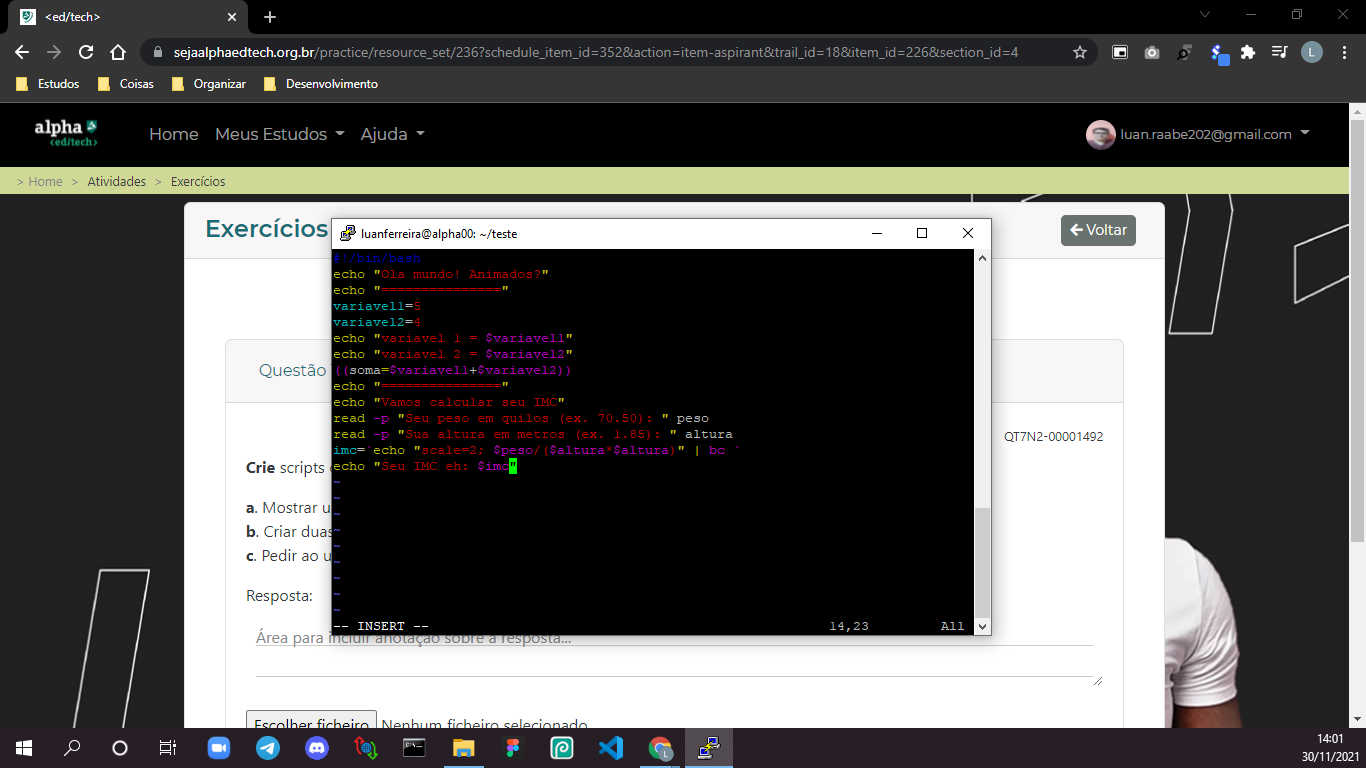 <ed/tech>
sejaalphaedtech.org.br/practice/resource_set/236?schedule_item_id=352&action=item-aspirant&trail_id=18&item_id=226&section_id=4
L
Estudos Coisas Organizar Desenvolvimento
alpha
<ed/tech>
Home Meus Estudos Ajuda
luan.raabe202@gmail.com
> Home > Atividades > Exercícios
Exercícios
Voltar
luanferreira@alpha00: ~/teste
#!/bin/bash
echo "Ola mundo! Animados?"
echo "==============="
variavel1=5
variavel2=4
echo "variavel 1 = $variavel1"
echo "variavel 2 = $variavel2"
((soma=$variavel1+$variavel2))
echo "==============="
echo "Vamos calcular seu IMC"
read -p "Seu peso em quilos (ex. 70.50): " peso
read -p "Sua altura em metros (ex. 1.85): " altura
imc=`echo "scale=2; $peso/($altura*$altura)" | bc `
echo "Seu IMC eh: $imc"
~
~
~
~
~
~
~
~
~
-- INSERT -- 14,23 All
Questão
QT7N2-00001492
Crie scripts
a. Mostrar u
b. Criar duas
c. Pedir ao u
Resposta:
Área para incluir anotação sobre a resposta...
Escolher ficheiro Nenhum ficheiro selecionado
14:01
30/11/2021